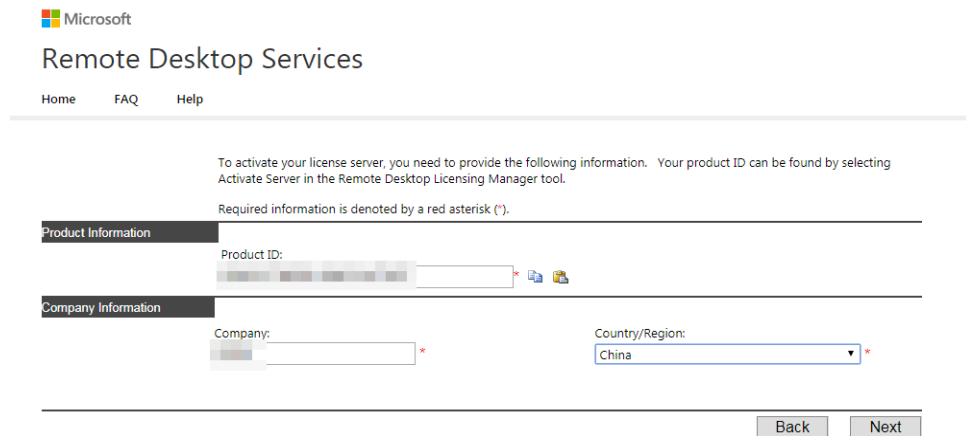 Microsoft
Remote Desktop Services
Home FAQ Help
To activate your license server, you need to provide the following information. Your product ID can be found by selecting
Activate Server in the Remote Desktop Licensing Manager tool.
Required information is denoted by a red asterisk (*).
Product Information
Product ID:
*
Company Information
Company: Country/Region:
* China *
Back Next